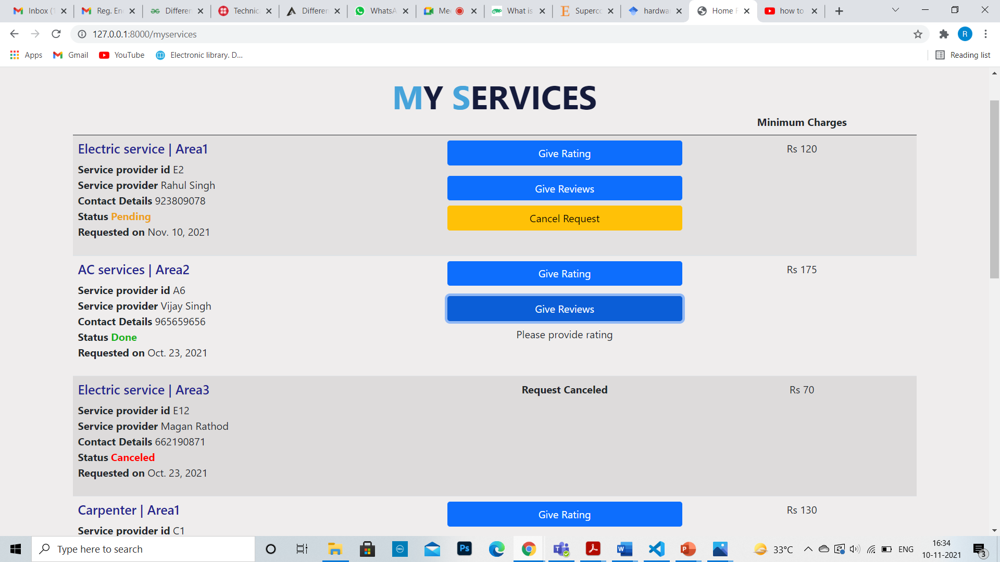 Inbox (1
Reg. En
Differen
Technic
Differen
WhatsA
Mee
What is
Superco
hardwa
Home P
how to
127.0.0.1:8000/myservices
R
Apps
Gmail
YouTube
Electronic library. D...
Reading list
MY SERVICES
Minimum Charges
Electric service | Area1
Give Rating
Rs 120
Service provider id E2
Service provider Rahul Singh
Give Reviews
Contact Details 923809078
Status Pending
Cancel Request
Requested on Nov. 10, 2021
AC services | Area2
Give Rating
Rs 175
Service provider id A6
Service provider Vijay Singh
Give Reviews
Contact Details 965659656
Status Done
Please provide rating
Requested on Oct. 23, 2021
Electric service | Area3
Request Canceled
Rs 70
Service provider id E12
Service provider Magan Rathod
Contact Details 662190871
Status Canceled
Requested on Oct. 23, 2021
Carpenter | Area1
Give Rating
Rs 130
Service provider id C1
Type here to search
DELL
Ps
W
P
33°C
ENG
16:34
10-11-2021
3